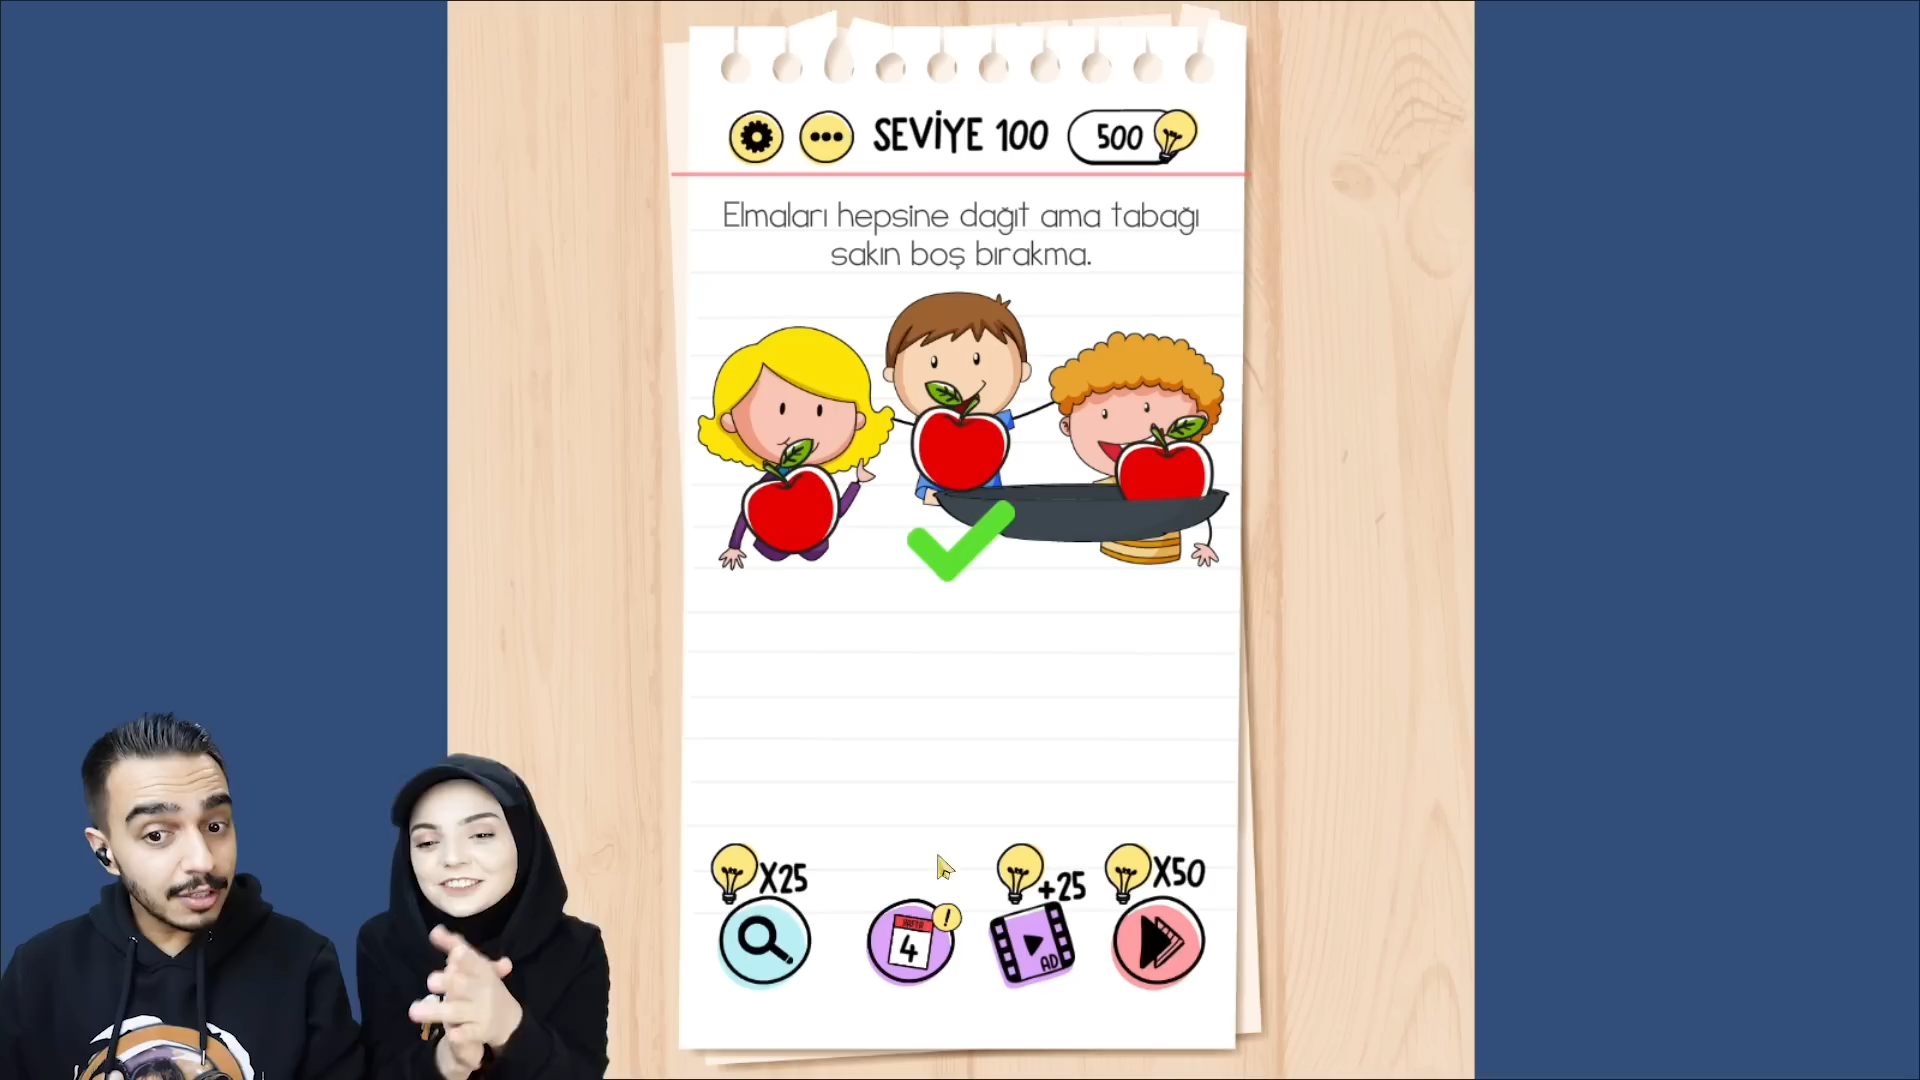 SEVİYE 100
500
Elmaları hepsine dağıt ama tabağı
sakın boş bırakma.
X25
!
4
+25
AD
X50